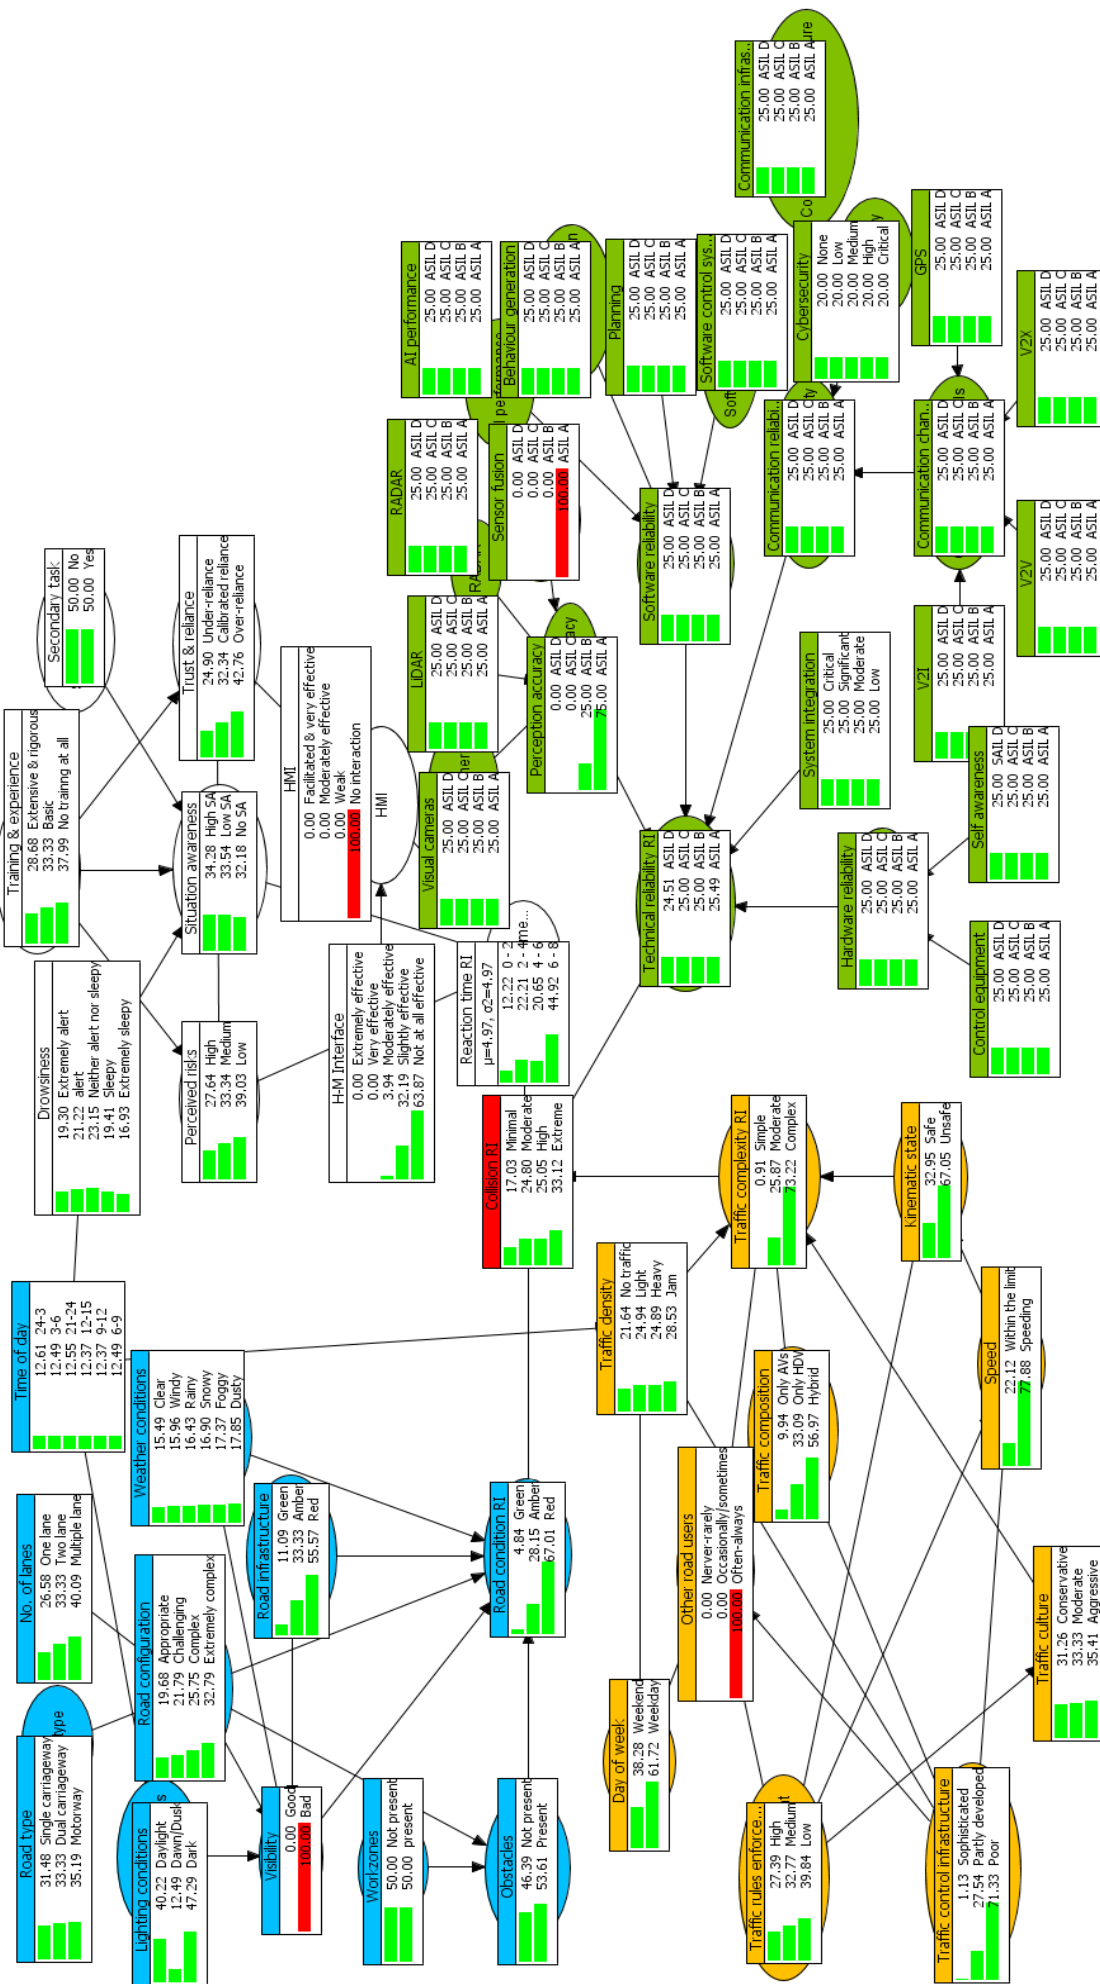 Road type
31.48 Single carriageway
33.33 Dual carriageway
35.19 Motorway
ype
No. of lanes
26.58 One lane
33.33 Two lane
40.09 Multiple lane
Time of day
12.61 24-3
12.49 3-6
12.55 21-24
12.37 12-15
12.37 9-12
12.49 6-9
Drowsiness
19.30 Extremely alert
21.22 alert
23.15 Neither alert nor sleepy
19.41 Sleepy
16.93 Extremely sleepy
Training & experience
28.68 Extensive & rigorous
33.33 Basic
37.99 No training at all
Secondary task
50.00 No
50.00 Yes
Lighting conditions
40.22 Daylight
12.49 Dawn/Dusk
47.29 Dark
s
Road configuration
19.68 Appropriate
21.79 Challenging
25.75 Complex
32.79 Extremely complex
Weather conditions
15.49 Clear
15.96 Windy
16.43 Rainy
16.90 Snowy
17.37 Foggy
17.85 Dusty
Perceived risks
27.64 High
33.34 Medium
39.03 Low
Situation awareness
34.28 High SA
33.54 Low SA
32.18 No SA
Trust & reliance
24.90 Under-reliance
32.34 Calibrated reliance
42.76 Over-reliance
Visibility
0.00 Good
100.00 Bad
Road infrastructure
11.09 Green
33.33 Amber
55.57 Red
HMI
0.00 Facilitated & very effective
0.00 Moderately effective
0.00 Weak
100.00 No interaction
HMI
H-M Interface
0.00 Extremely effective
0.00 Very effective
3.94 Moderately effective
32.19 Slightly effective
63.87 Not at all effective
Workzones
50.00 Not present
50.00 present
Obstacles
46.39 Not present
53.61 Present
Road condition RI
4.84 Green
28.15 Amber
67.01 Red
Collision RI
17.03 Minimal
24.80 Moderate
25.05 High
33.12 Extreme
Reaction time RI
μ=4.97, σ2=4.97
12.22 0 - 2
22.21 2 - 4
20.65 4 - 6
44.92 6 - 8
me...
Visual cameras
25.00 ASIL D
25.00 ASIL C
25.00 ASIL B
25.00 ASIL A
LiDAR
25.00 ASIL D
25.00 ASIL C
25.00 ASIL B
25.00 ASIL A
RADAR
25.00 ASIL D
25.00 ASIL C
25.00 ASIL B
25.00 ASIL A
AI performance
25.00 ASIL D
25.00 ASIL C
25.00 ASIL B
25.00 ASIL A
Sensor fusion
0.00 ASIL D
0.00 ASIL C
0.00 ASIL B
100.00 ASIL A
Behaviour generation
25.00 ASIL D
25.00 ASIL C
25.00 ASIL B
25.00 ASIL A
n
Perception accuracy
0.00 ASIL D
0.00 ASIL C
25.00 ASIL B
75.00 ASIL A
acy
Planning
25.00 ASIL D
25.00 ASIL C
25.00 ASIL B
25.00 ASIL A
Software control sys...
25.00 ASIL D
25.00 ASIL C
25.00 ASIL B
25.00 ASIL A
Soft
Software reliability
25.00 ASIL D
25.00 ASIL C
25.00 ASIL B
25.00 ASIL A
Communication infras..
25.00 ASIL D
25.00 ASIL C
25.00 ASIL B
25.00 ASIL A
Co
ure
Day of week
38.28 Weekend
61.72 Weekday
Other road users
0.00 Nerver-rarely
0.00 Ocasionally/sometimes
100.00 Often-always
Traffic density
21.64 No traffic
24.94 Light
24.89 Heavy
28.53 Jam
Traffic complexity RI
0.91 Simple
25.87 Moderate
73.22 Complex
Technical reliability RI
24.51 ASIL D
25.00 ASIL C
25.00 ASIL B
25.49 ASIL A
Communication reliabi..
25.00 ASIL D
25.00 ASIL C
25.00 ASIL B
25.00 ASIL A
ty
Cybersecurity
20.00 None
20.00 Low
20.00 Medium
20.00 High
20.00 Critical
y
System integration
25.00 Critical
25.00 Significant
25.00 Moderate
25.00 Low
Traffic rules enforce...
27.39 High
32.77 Medium
39.84 Low
Traffic composition
9.94 Only AVs
33.09 Only HDV
56.97 Hybrid
Kinematic state
32.95 Safe
67.05 Unsafe
Hardware reliability
25.00 ASIL D
25.00 ASIL C
25.00 ASIL B
25.00 ASIL A
Communication chan..
25.00 ASIL D
25.00 ASIL C
25.00 ASIL B
25.00 ASIL A
ls
GPS
25.00 ASIL D
25.00 ASIL C
25.00 ASIL B
25.00 ASIL A
V2I
25.00 ASIL D
25.00 ASIL C
25.00 ASIL B
25.00 ASIL A
Traffic control infrastructure
1.13 Sophisticated
27.54 Partly developed
71.33 Poor
Speed
22.12 Within the limit
77.88 Speeding
Control equipment
25.00 ASIL D
25.00 ASIL C
25.00 ASIL B
25.00 ASIL A
Self awareness
25.00 SAIL D
25.00 ASIL C
25.00 ASIL B
25.00 ASIL A
V2V
25.00 ASIL D
25.00 ASIL C
25.00 ASIL B
25.00 ASIL A
V2X
25.00 ASIL D
25.00 ASIL C
25.00 ASIL B
25.00 ASIL A
Traffic culture
31.26 Conservative
33.33 Moderate
35.41 Aggressive